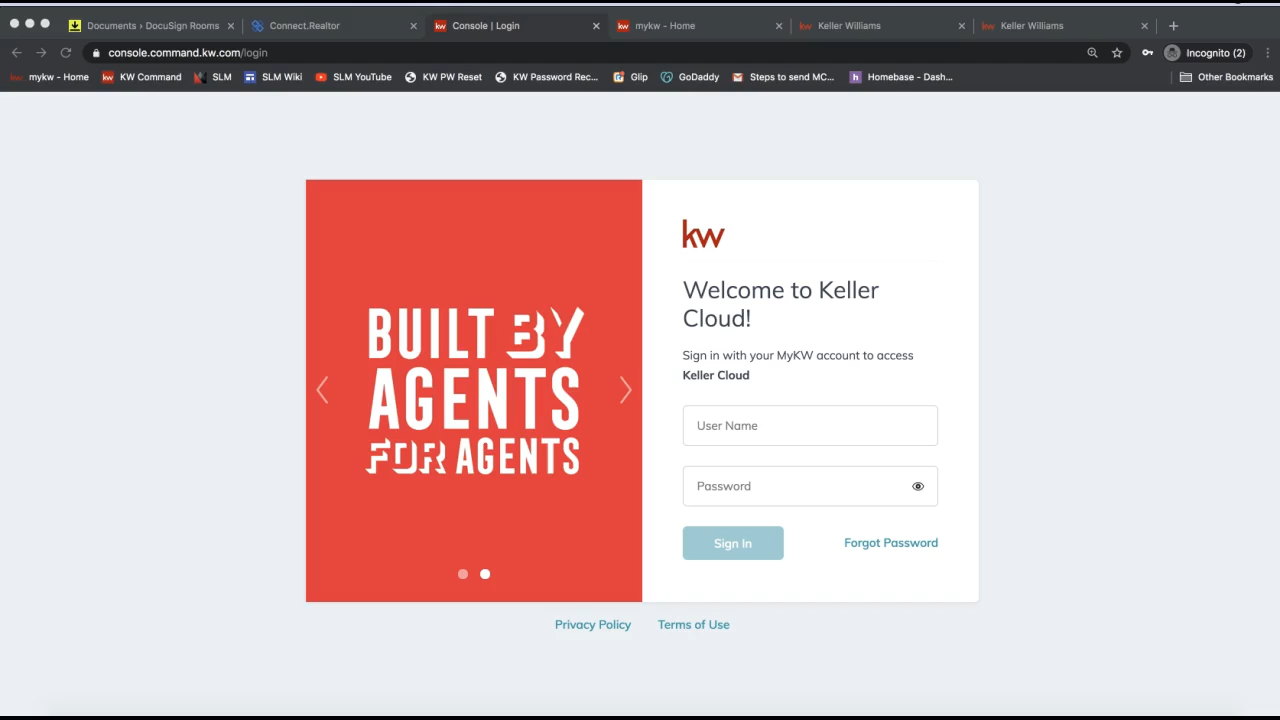 Documents › DocuSign Rooms
Connect.Realtor
Console | Login
mykw - Home
Keller Williams
Keller Williams
console.command.kw.com/login
Incognito (2)
mykw - Home
KW Command
SLM
SLM Wiki
SLM YouTube
KW PW Reset
KW Password Rec...
Glip
GoDaddy
Steps to send MC...
Homebase - Dash...
Other Bookmarks
BUILT BY
AGENTS
FOR AGENTS
kw
Welcome to Keller
Cloud!
Sign in with your MyKW account to access
Keller Cloud
User Name
Password
Sign In
Forgot Password
Privacy Policy
Terms of Use